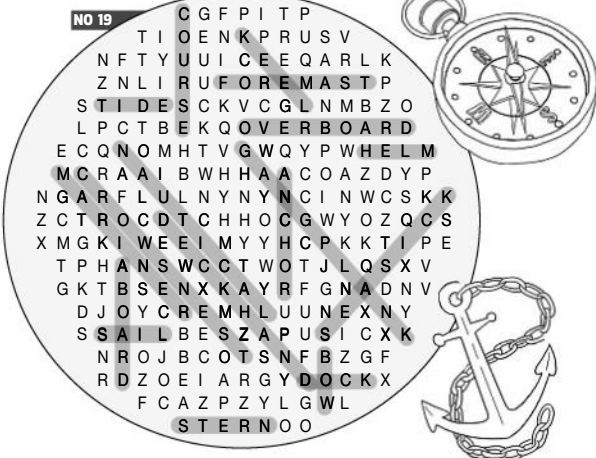 NO 19
C G F P I T P
T I O E N K P R U S V
N F T Y U U I C E E Q A R L K
Z N L I R U F O R E M A S T P
S T I D E S C K V C G L N M B Z O
L P C T B E K Q O V E R B O A R D
E C Q N O M H T V G W Q Y P W H E L M
M C R A A I B W H H A A C O A Z D Y P
N G A R F L U L N Y N Y N C I N W C S K K
Z C T R O C D T C H H O C G W Y O Z Q C S
X M G K I W E E I M Y Y H C P K K T I P E
T P H A N S W C C T W O T J L Q S X V
G K T B S E N X K A Y R F G N A D N V
D J O Y C R E M H L U U N E X N Y
S S A I L B E S Z A P U S I C X K
N R O J B C O T S N F B Z G F
R D Z O E I A R G Y D O C K X
F C A Z P Z Y L G W L
S T E R N O O